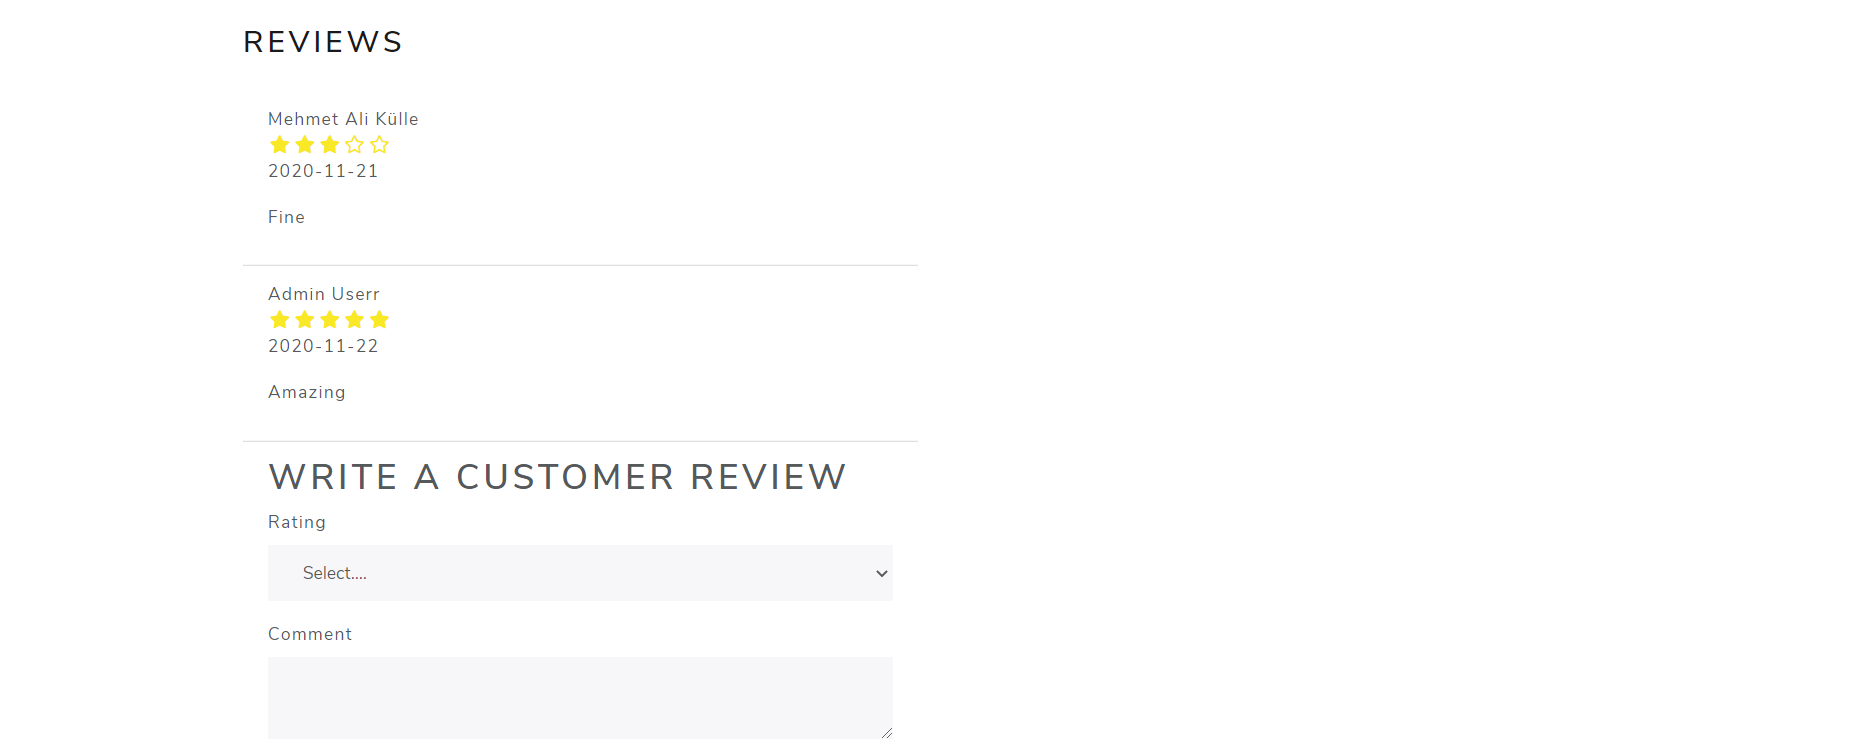 REVIEWS
Mehmet Ali Külle
2020-11-21
Fine
Admin Userr
2020-11-22
Amazing
WRITE A CUSTOMER REVIEW
Rating
Select....
Comment